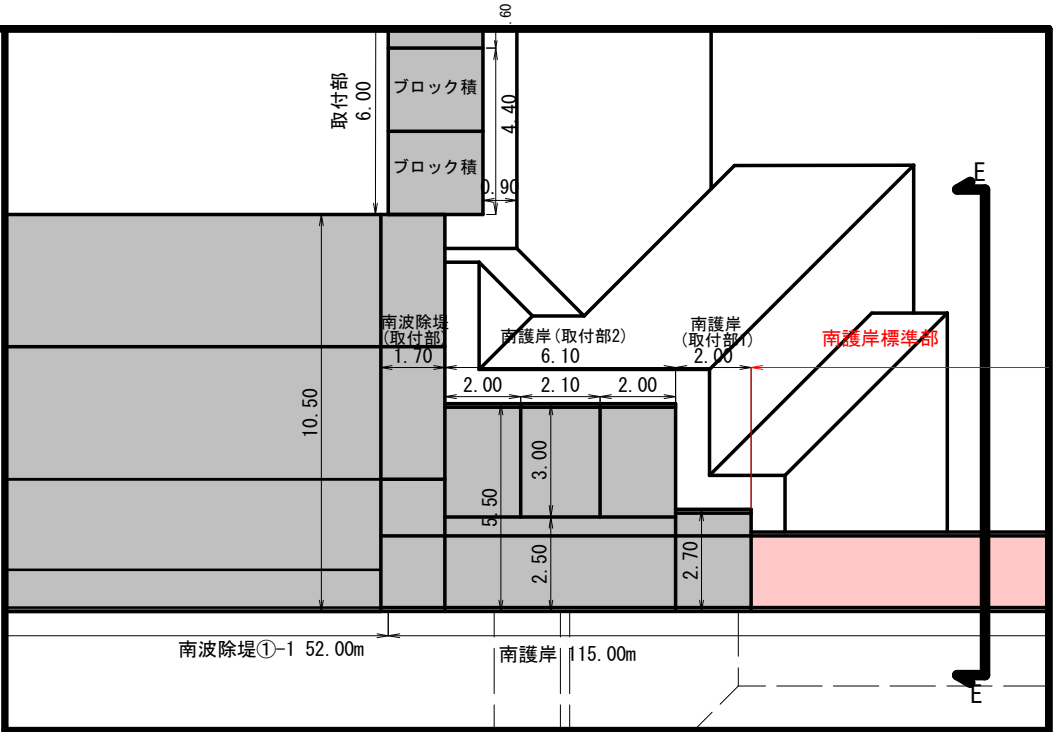 .60
取付部
6.00
ブロック積
4.40
ブロック積
0.90
E
南波除堤
(取付部)
1.70
南護岸(取付部2)
6.10
南護岸
(取付部1)
2.00
南護岸標準部
2.00
2.10
2.00
10.50
3.00
5.50
2.50
2.70
南波除堤①-1 52.00m
南護岸 115.00m
E